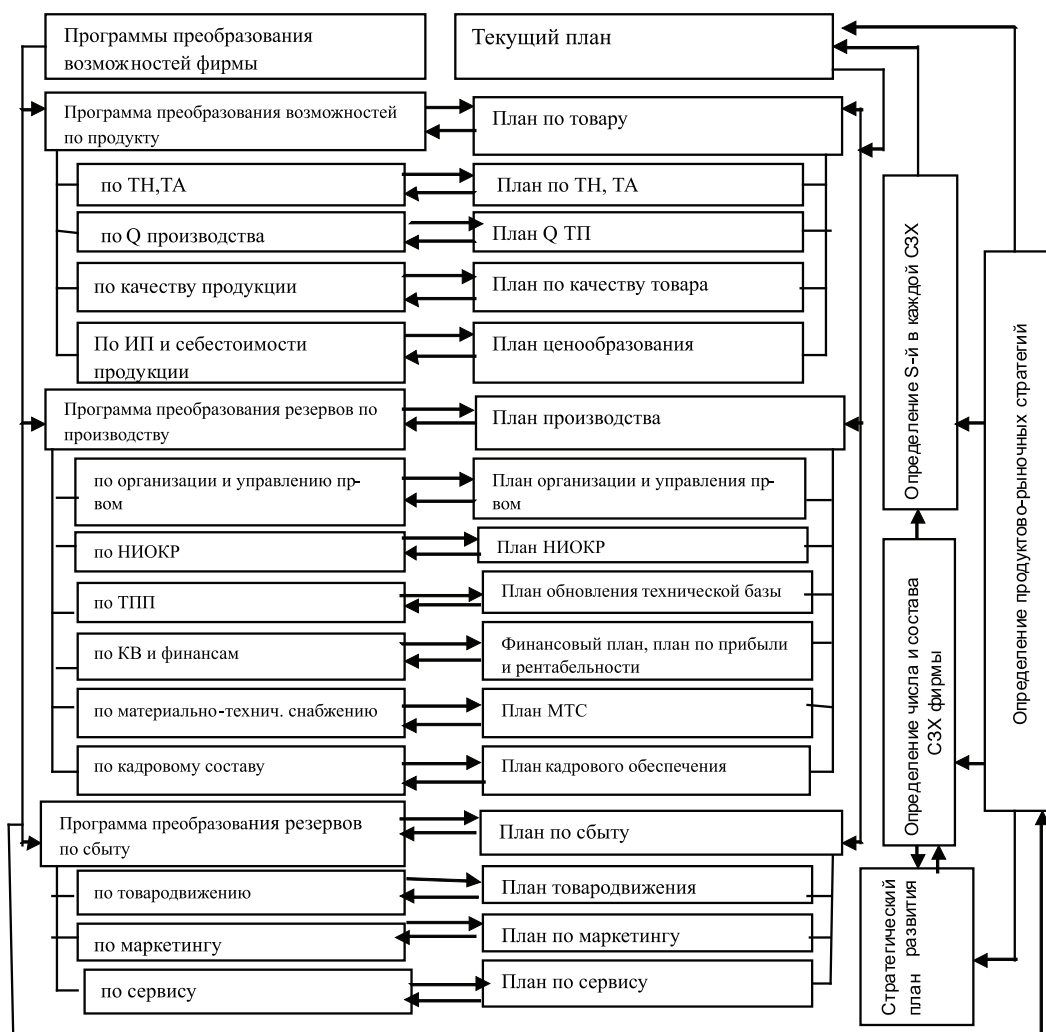 Программы преобразования
возможностей фирмы
Текущий план
Программа преобразования возможностей
по продукту
План по товару
по ТН,ТА
План по ТН, ТА
по Q производства
План Q ТП
по качеству продукции
План по качеству товара
По ИП и себестоимости
продукции
План ценообразования
Программа преобразования резервов по
производству
План производства
по организации и управлению пр-
вом
План организации и управления пр-
вом
по НИОКР
План НИОКР
по ТПП
План обновления технической базы
по КВ и финансам
Финансовый план, план по прибыли
и рентабельности
по материально-технич. снабжению
План МТС
по кадровому составу
План кадрового обеспечения
Программа преобразования резервов
по сбыту
План по сбыту
по товародвижению
План товародвижения
по маркетингу
План по маркетингу
по сервису
План по сервису
Определение S-й в каждой СЗХ
Определение числа и состава
СЗХ фирмы
Стратегический
план развития
Определение продуктово-рыночных стратегий